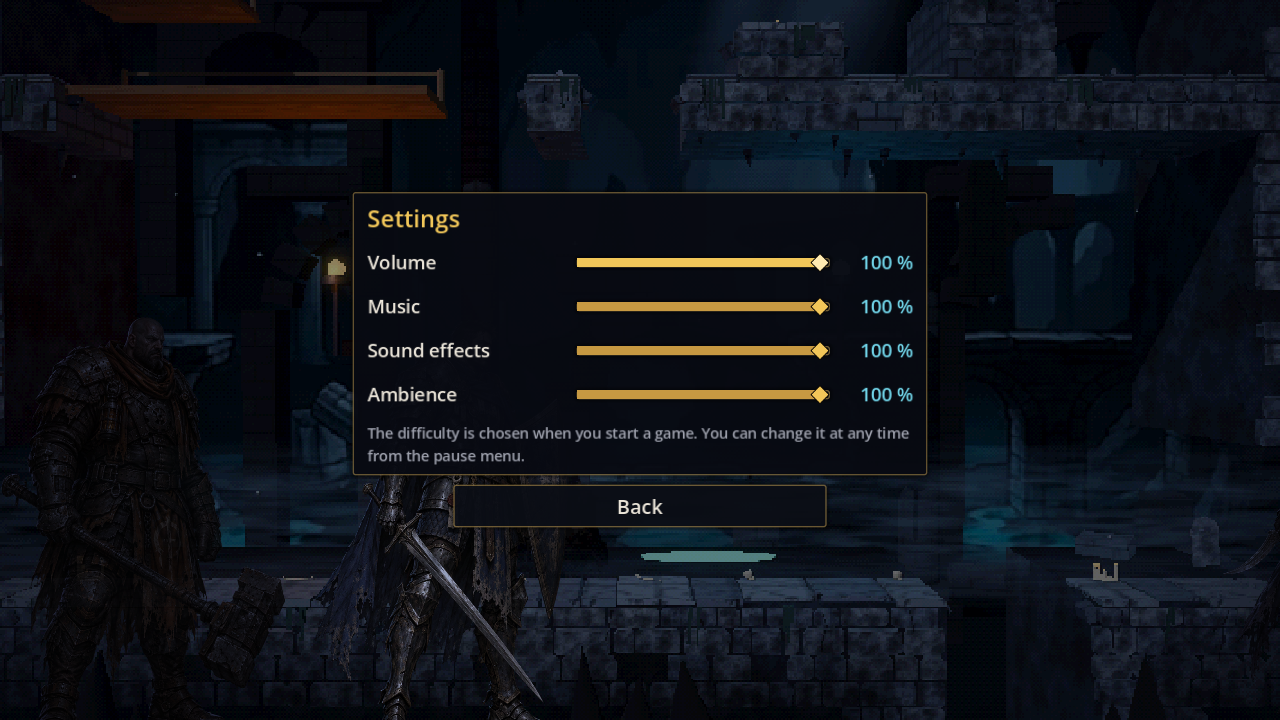 Settings
Volume 100 %
Music 100 %
Sound effects 100 %
Ambience 100 %
The difficulty is chosen when you start a game. You can change it at any time
from the pause menu.
Back